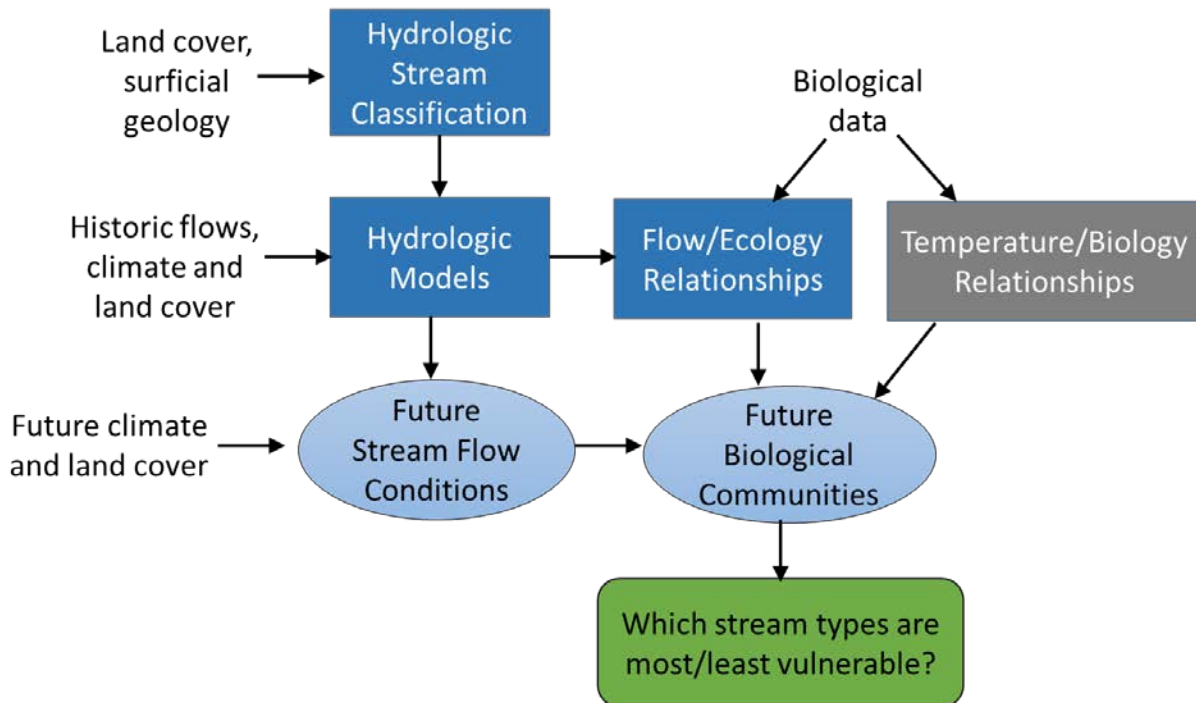 Land cover,
surficial
geology
Hydrologic
Stream
Classification
Biological
data
Historic flows,
climate and
land cover
Hydrologic
Models
Flow/Ecology
Relationships
Temperature/Biology
Relationships
Future climate
and land cover
Future
Stream Flow
Conditions
Future
Biological
Communities
Which stream types are
most/least vulnerable?